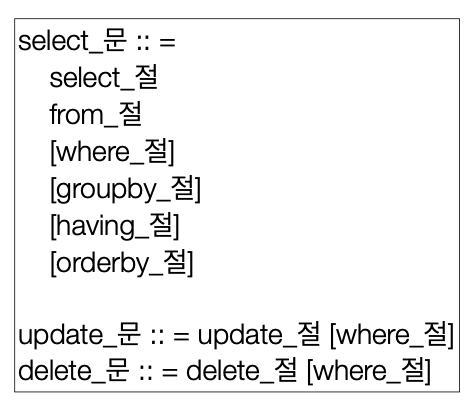 select_문 :: =
select_절
from_절
[where_절]
[groupby_절]
[having_절]
[orderby_절]
update_문 :: = update_절 [where_절]
delete_문 :: = delete_절 [where_절]